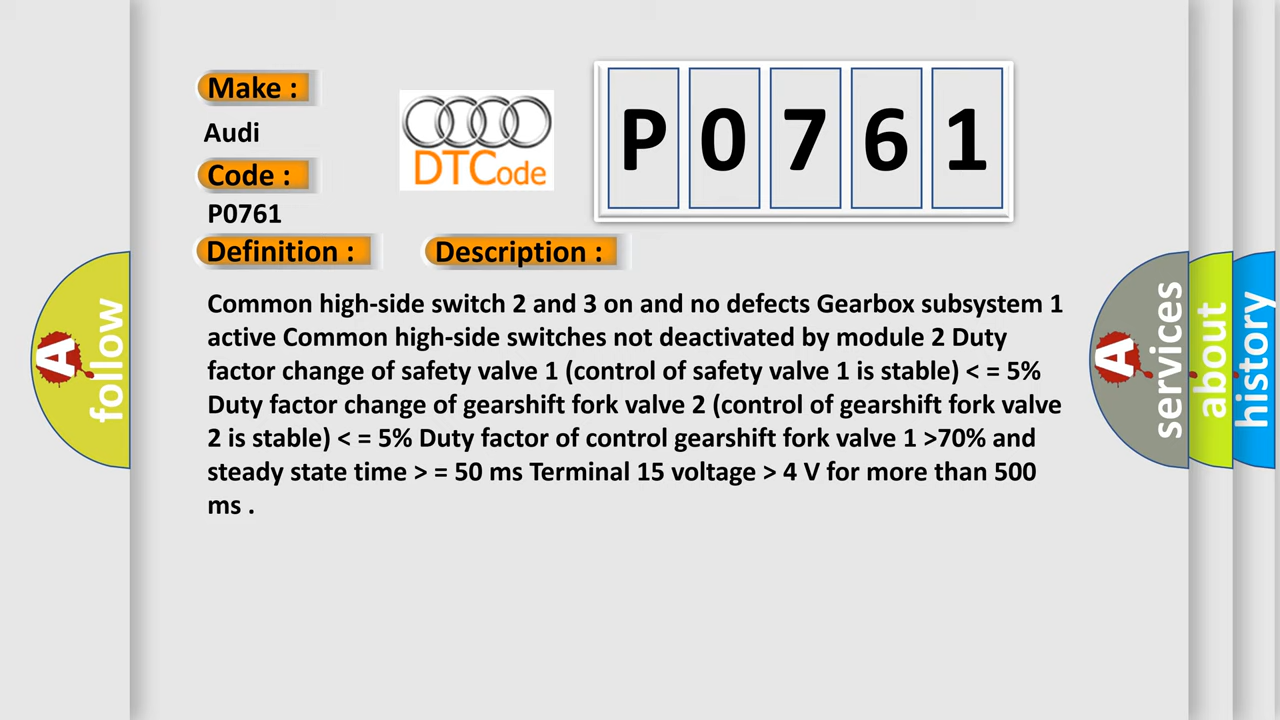 Make :
Audi
Code :
P0761
DTCode
P0761
Definition :
Description :
Common high-side switch 2 and 3 on and no defects Gearbox subsystem 1
active Common high-side switches not deactivated by module 2 Duty
factor change of safety valve 1 (control of safety valve 1 is stable) < = 5%
Duty factor change of gearshift fork valve 2 (control of gearshift fork valve
2 is stable) < = 5% Duty factor of control gearshift fork valve 1 >70% and
steady state time > = 50 ms Terminal 15 voltage > 4 V for more than 500
ms .
A
follow
A
services
about
history